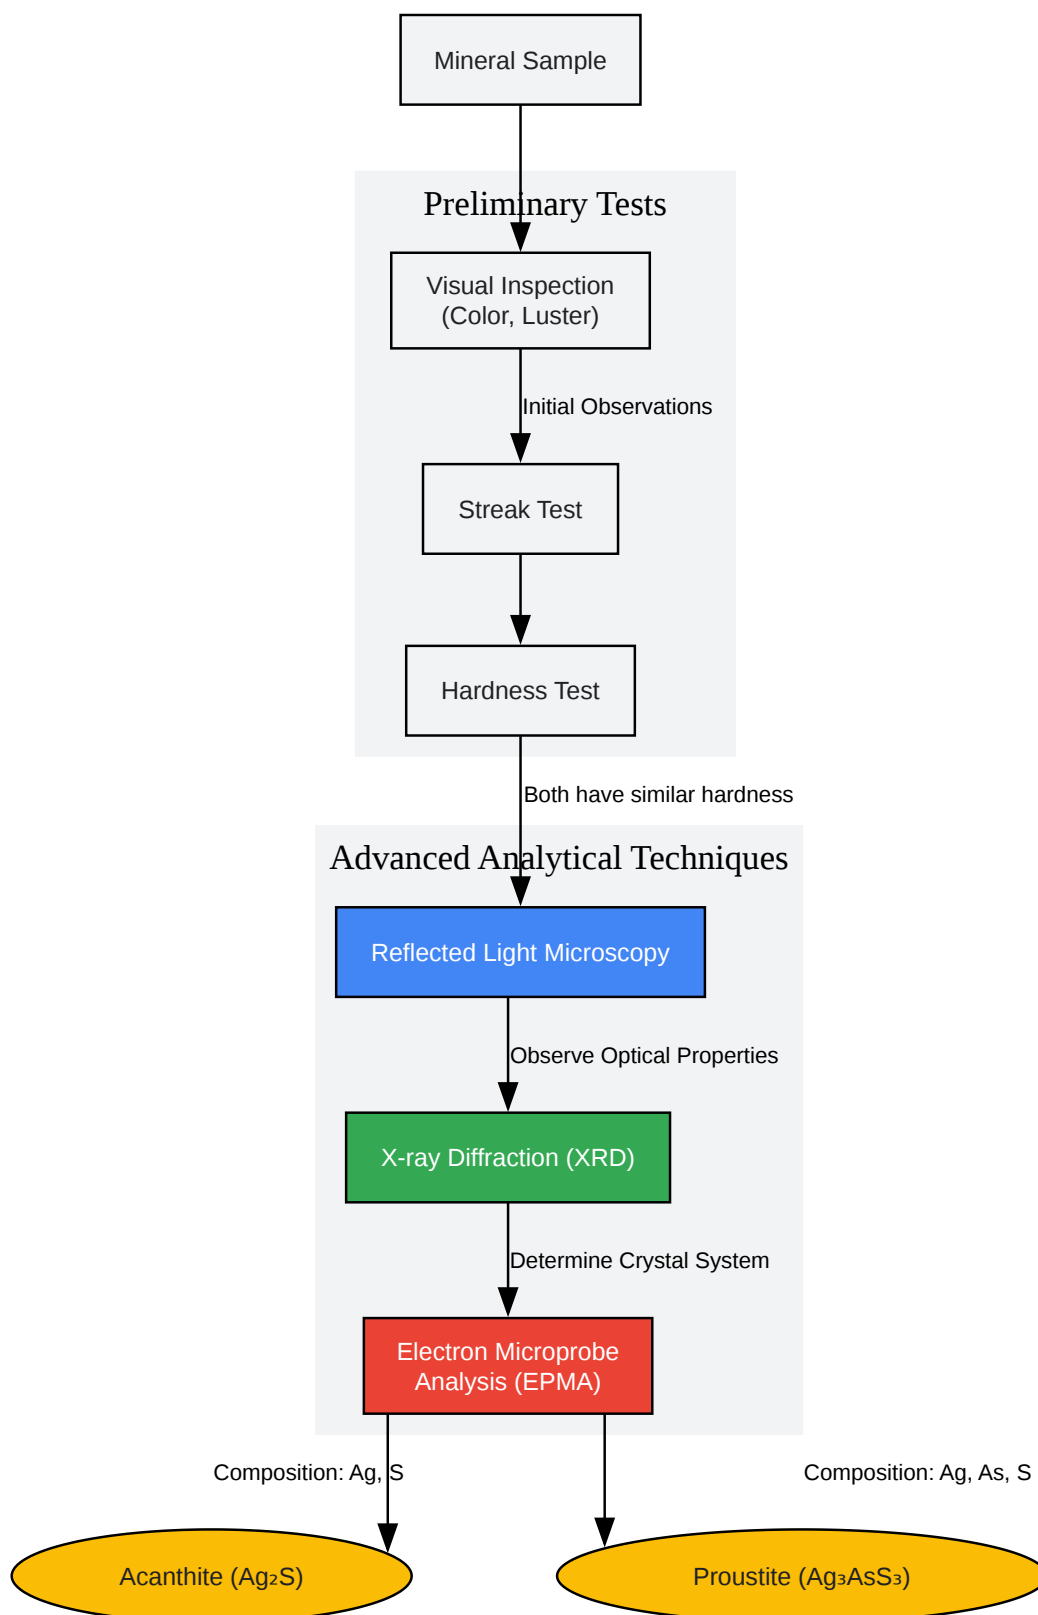 Mineral Sample
Preliminary Tests
Visual Inspection
(Color, Luster)
Initial Observations
Streak Test
Hardness Test
Both have similar hardness
Advanced Analytical Techniques
Reflected Light Microscopy
Observe Optical Properties
X-ray Diffraction (XRD)
Determine Crystal System
Electron Microprobe
Analysis (EPMA)
Composition: Ag, S
Composition: Ag, As, S
Acanthite (Ag₂S)
Proustite (Ag₃AsS₃)